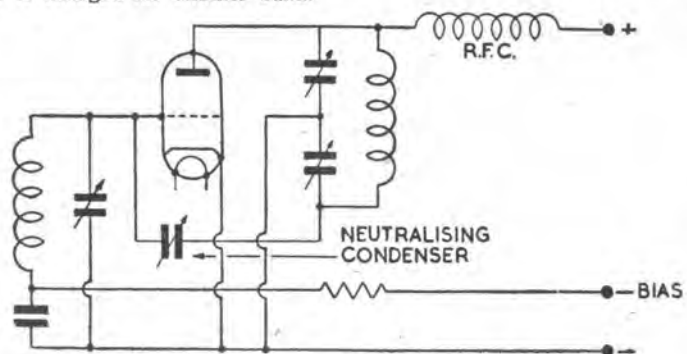 R.F.C.
+
NEUTRALISING
CONDENSER
— BIAS